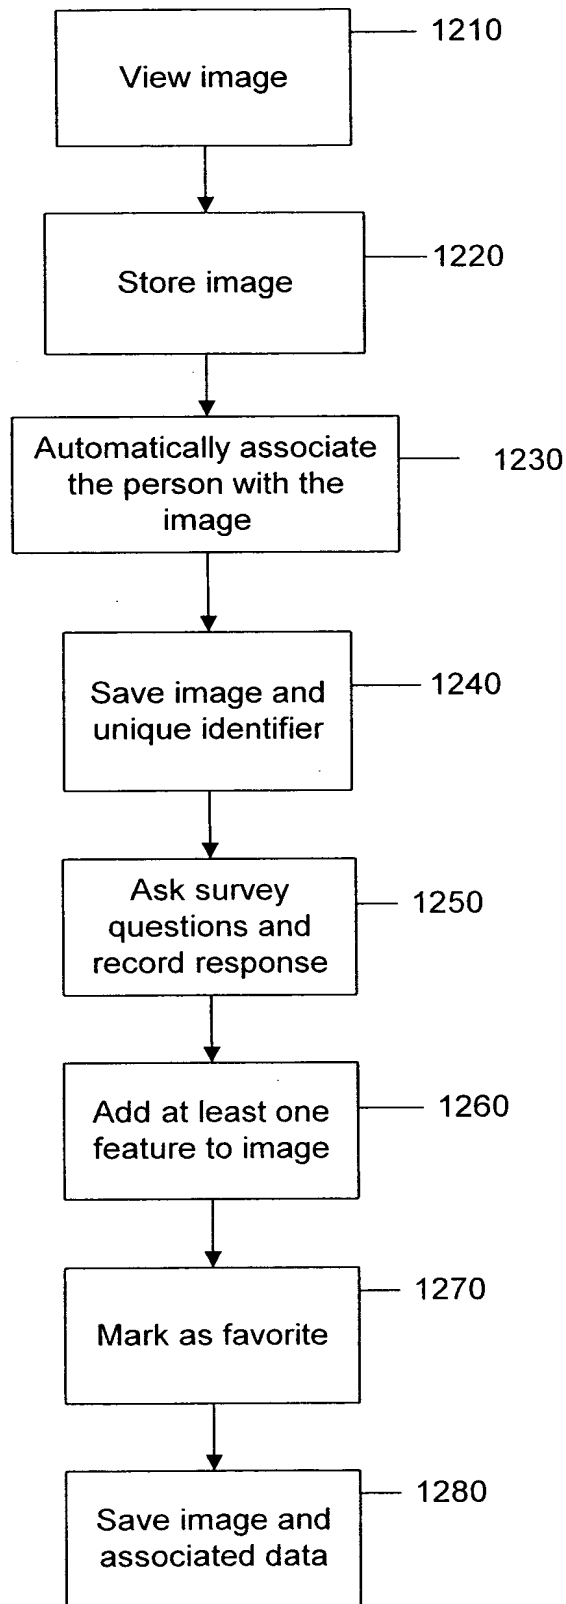 1210
View image
1220
Store image
Automatically associate
the person with the
image
1230
1240
Save image and
unique identifier
Ask survey
questions and
record response
1250
Add at least one
feature to image
1260
1270
Mark as favorite
1280
Save image and
associated data